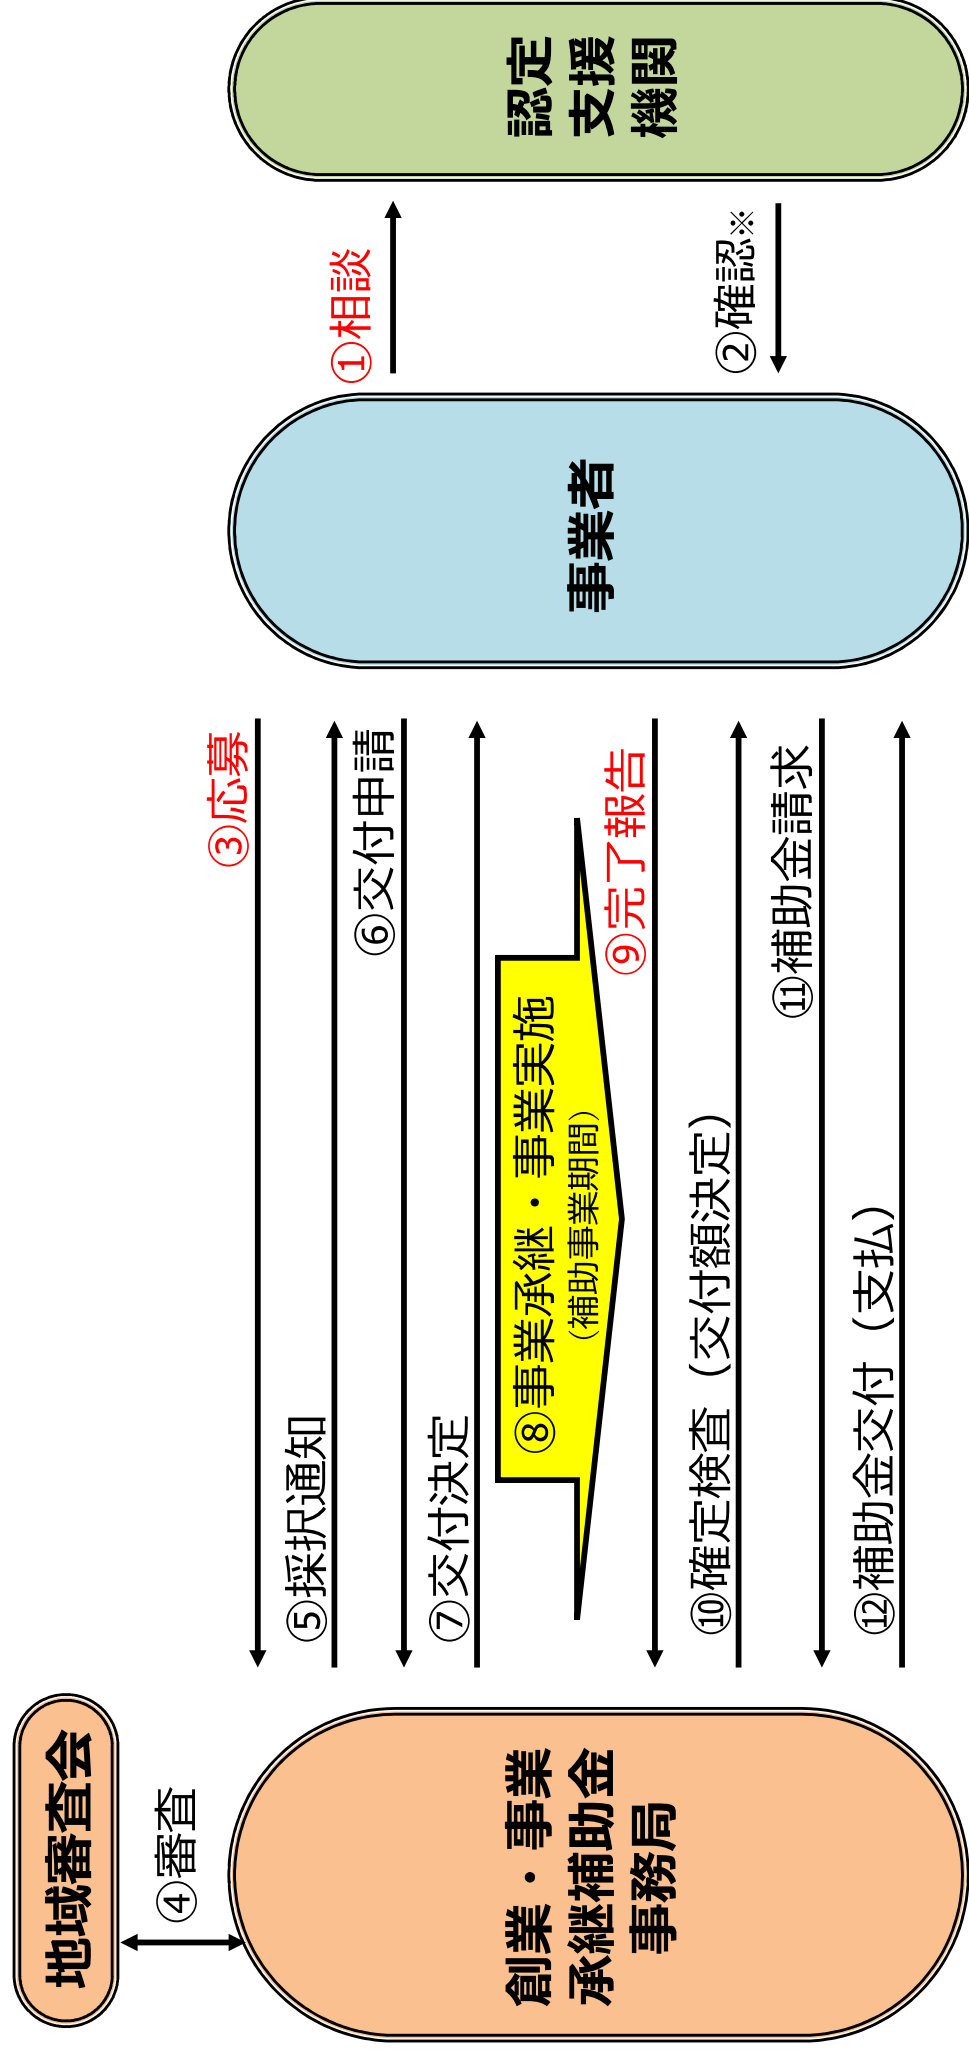 地域審査会
④審査
創業・事業
承継補助金
事務局
③応募
⑤採択通知
⑥交付申請
⑦交付決定
⑧事業承継・事業実施
（補助事業期間）
⑨完了報告
⑩確定検査（交付額決定）
⑪補助金請求
⑫補助金交付（支払）
事業者
①相談
②確認※
認定
支援
機関